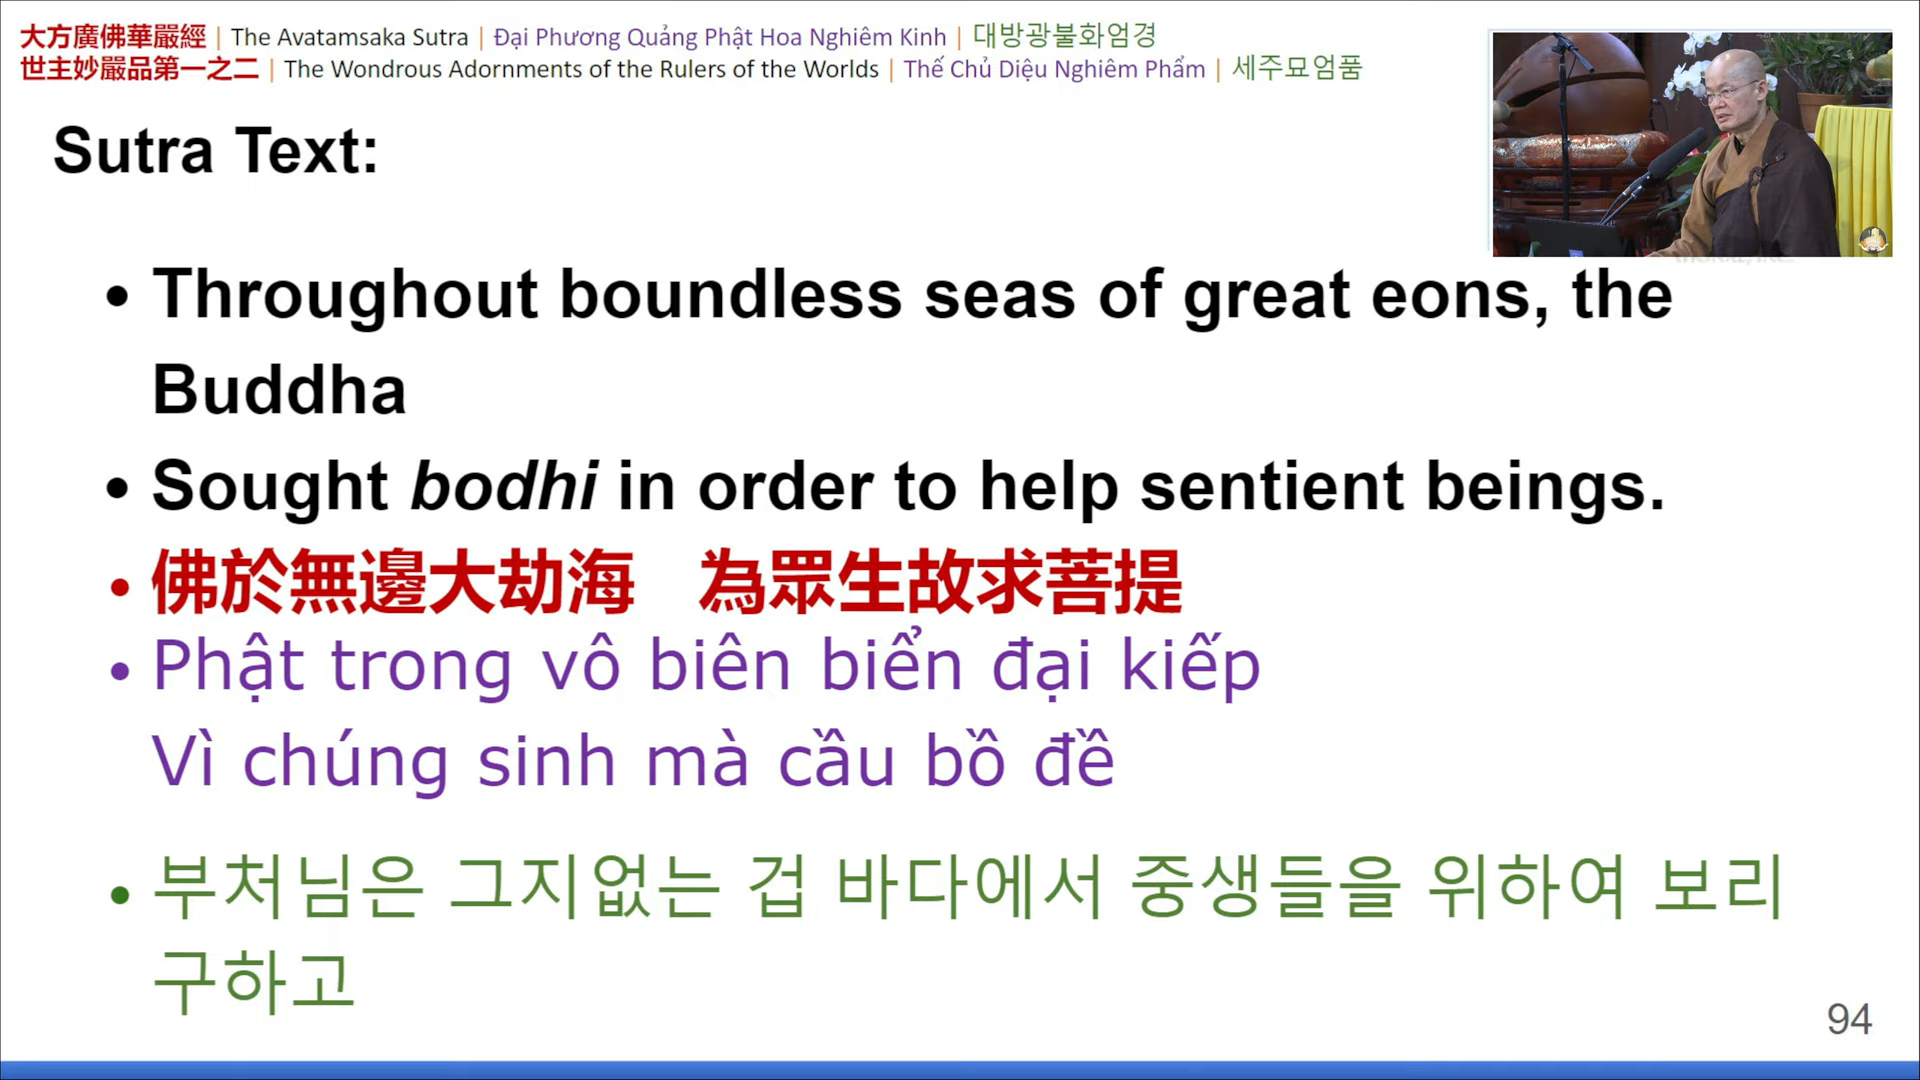 大方廣佛華嚴經 | The Avatamsaka Sutra | Đại Phương Quảng Phật Hoa Nghiêm Kinh | 대방광불화엄경
世主妙嚴品第一之二 | The Wondrous Adornments of the Rulers of the Worlds | Thế Chủ Diệu Nghiêm Phẩm | 세주묘엄품
Sutra Text:
• Throughout boundless seas of great eons, the
Buddha
• Sought bodhi in order to help sentient beings.
• 佛於無邊大劫海　為眾生故求菩提
• Phật trong vô biên biển đại kiếp
Vì chúng sinh mà cầu bồ đề
• 부처님은 그지없는 겁 바다에서 중생들을 위하여 보리
구하고
94